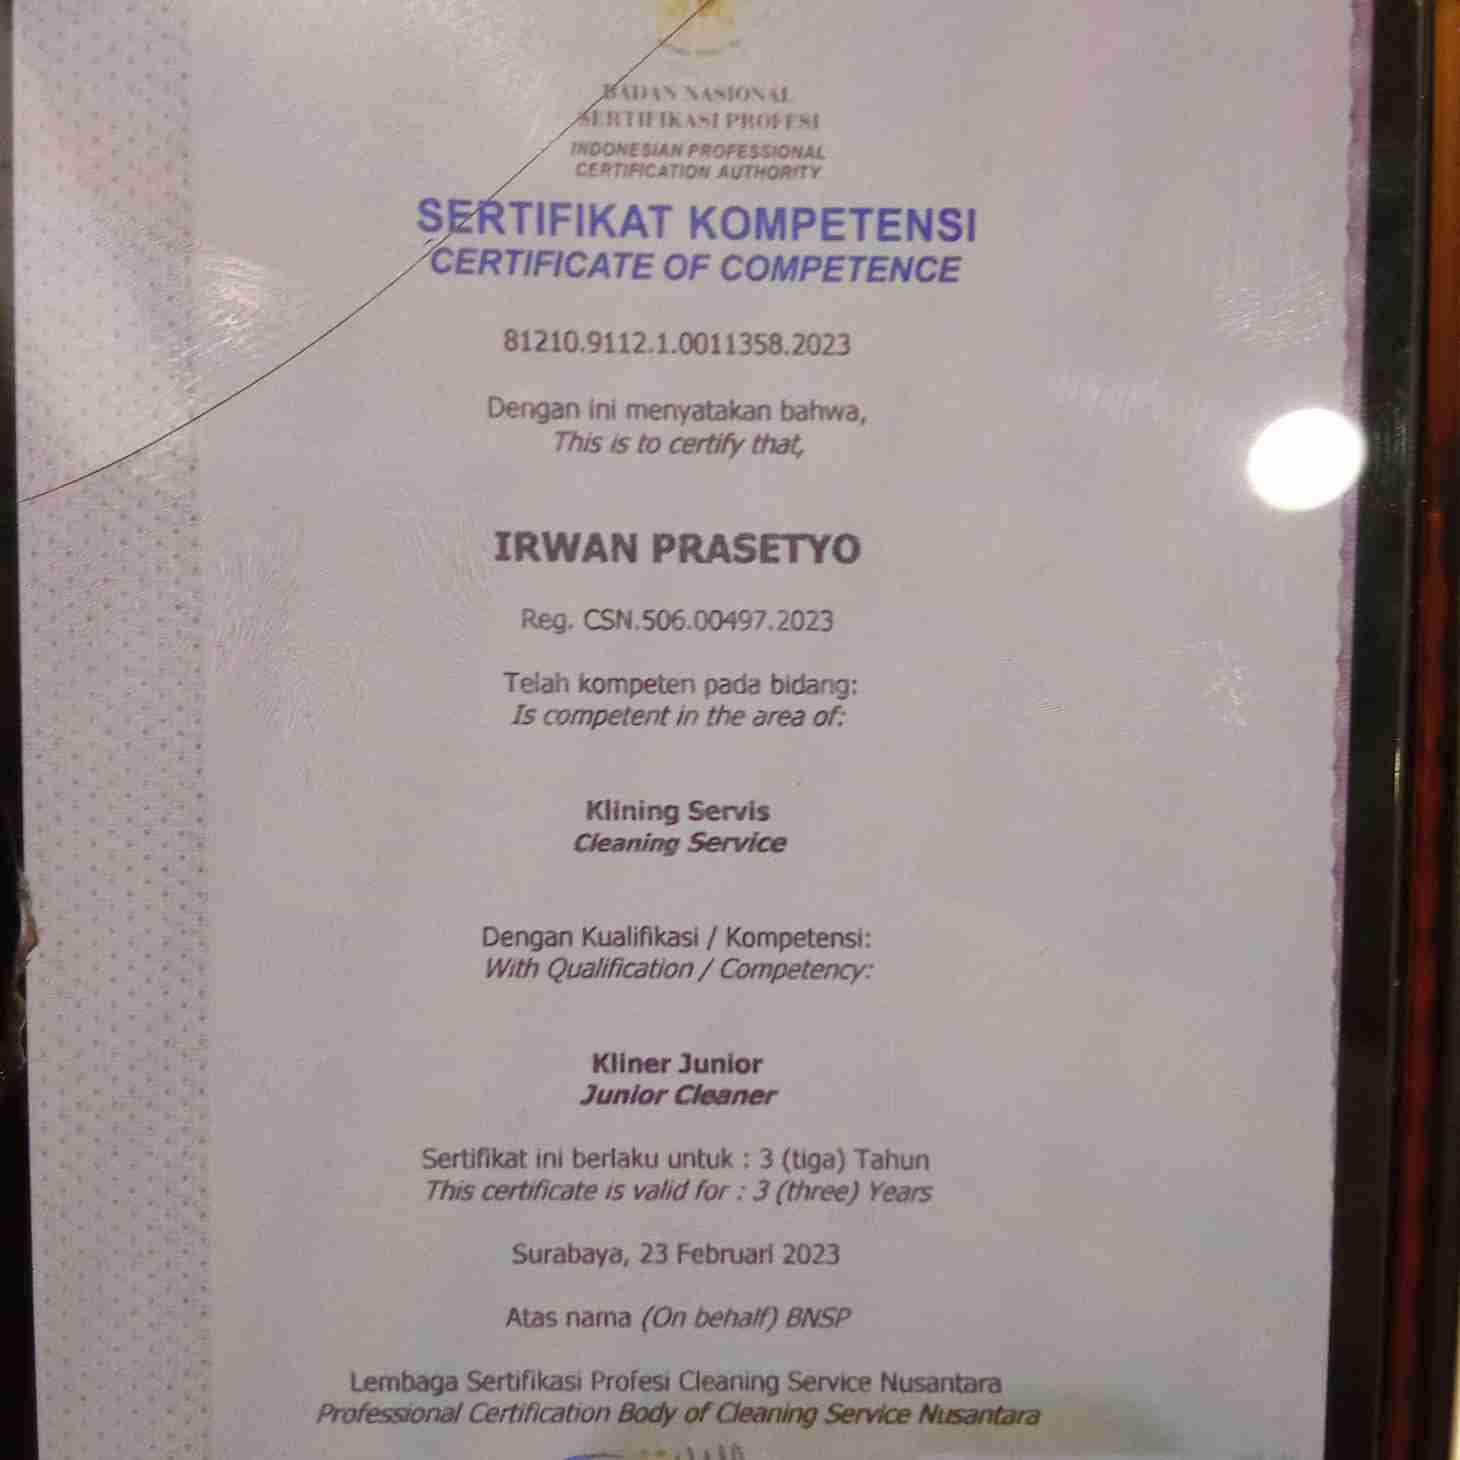 BADAN NASIONAL
SERTIFIKASI PROFESI
INDONESIAN PROFESSIONAL
CERTIFICATION AUTHORITY
SERTIFIKAT KOMPETENSI
CERTIFICATE OF COMPETENCE
81210.9112.1.0011358.2023
Dengan ini menyatakan bahwa,
This is to certify that,
IRWAN PRASETYO
Reg. CSN.506.00497.2023
Telah kompeten pada bidang:
Is competent in the area of:
Klining Servis
Cleaning Service
Dengan Kualifikasi / Kompetensi:
With Qualification / Competency:
Kliner Junior
Junior Cleaner
Sertifikat ini berlaku untuk : 3 (tiga) Tahun
This certificate is valid for : 3 (three) Years
Surabaya, 23 Februari 2023
Atas nama (On behalf) BNSP
Lembaga Sertifikasi Profesi Cleaning Service Nusantara
Professional Certification Body of Cleaning Service Nusantara